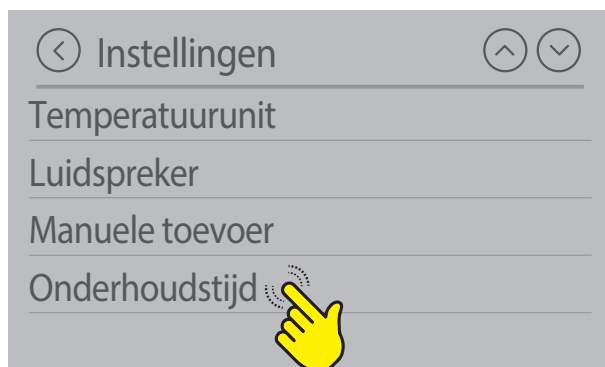 Instellingen
Temperatuurunit
Luidspreker
Manuele toevoer
Onderhoudstijd